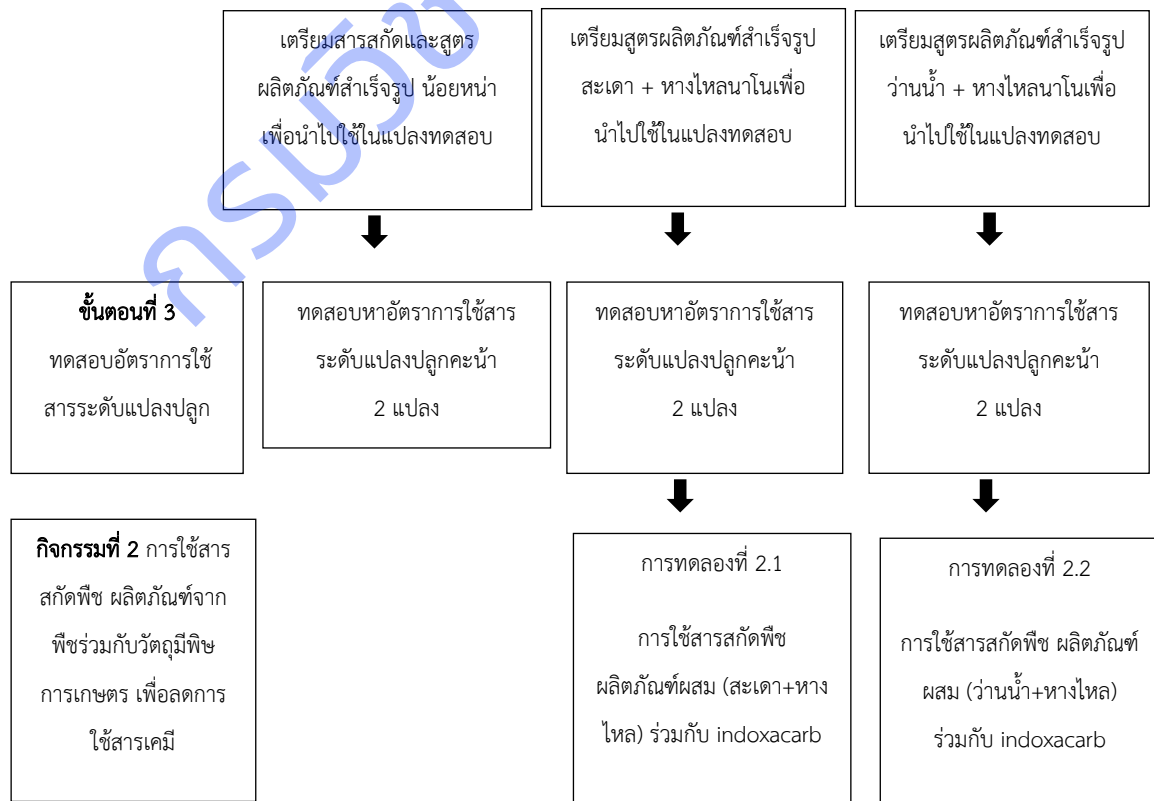 เตรียมสารสกัดและสูตร
ผลิตภัณฑ์สำเร็จรูป น้อยหน่า
เพื่อนำไปใช้ในแปลงทดสอบ
เตรียมสูตรผลิตภัณฑ์สำเร็จรูป
สะเดา + หางไหลนาโนเพื่อ
นำไปใช้ในแปลงทดสอบ
เตรียมสูตรผลิตภัณฑ์สำเร็จรูป
ว่านน้ำ + หางไหลนาโนเพื่อ
นำไปใช้ในแปลงทดสอบ
ขั้นตอนที่ 3
ทดสอบอัตราการใช้
สารระดับแปลงปลูก
ทดสอบหาอัตราการใช้สาร
ระดับแปลงปลูกคะน้า
2 แปลง
ทดสอบหาอัตราการใช้สาร
ระดับแปลงปลูกคะน้า
2 แปลง
ทดสอบหาอัตราการใช้สาร
ระดับแปลงปลูกคะน้า
2 แปลง
กิจกรรมที่ 2 การใช้สาร
สกัดพืช ผลิตภัณฑ์จาก
พืชร่วมกับวัตถุมีพิษ
การเกษตร เพื่อลดการ
ใช้สารเคมี
การทดลองที่ 2.1
การใช้สารสกัดพืช
ผลิตภัณฑ์ผสม (สะเดา+หาง
ไหล) ร่วมกับ indoxacarb
การทดลองที่ 2.2
การใช้สารสกัดพืช ผลิตภัณฑ์
ผสม (ว่านน้ำ+หางไหล)
ร่วมกับ indoxacarb